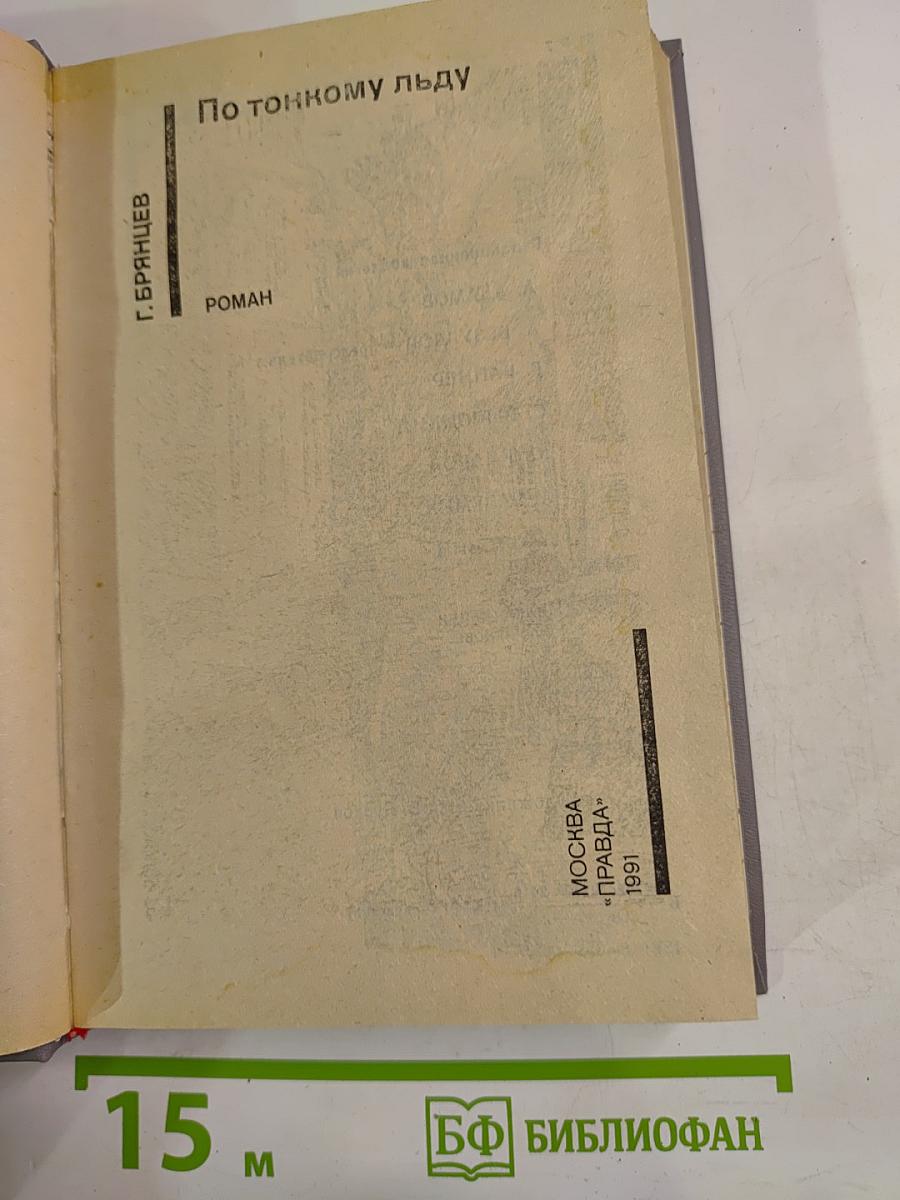 По тонкому льду
Г. БРЯНЦЕВ
РОМАН
МОСКВА
«ПРАВДА»
1991
15 м
БФ БИБЛИОФАН